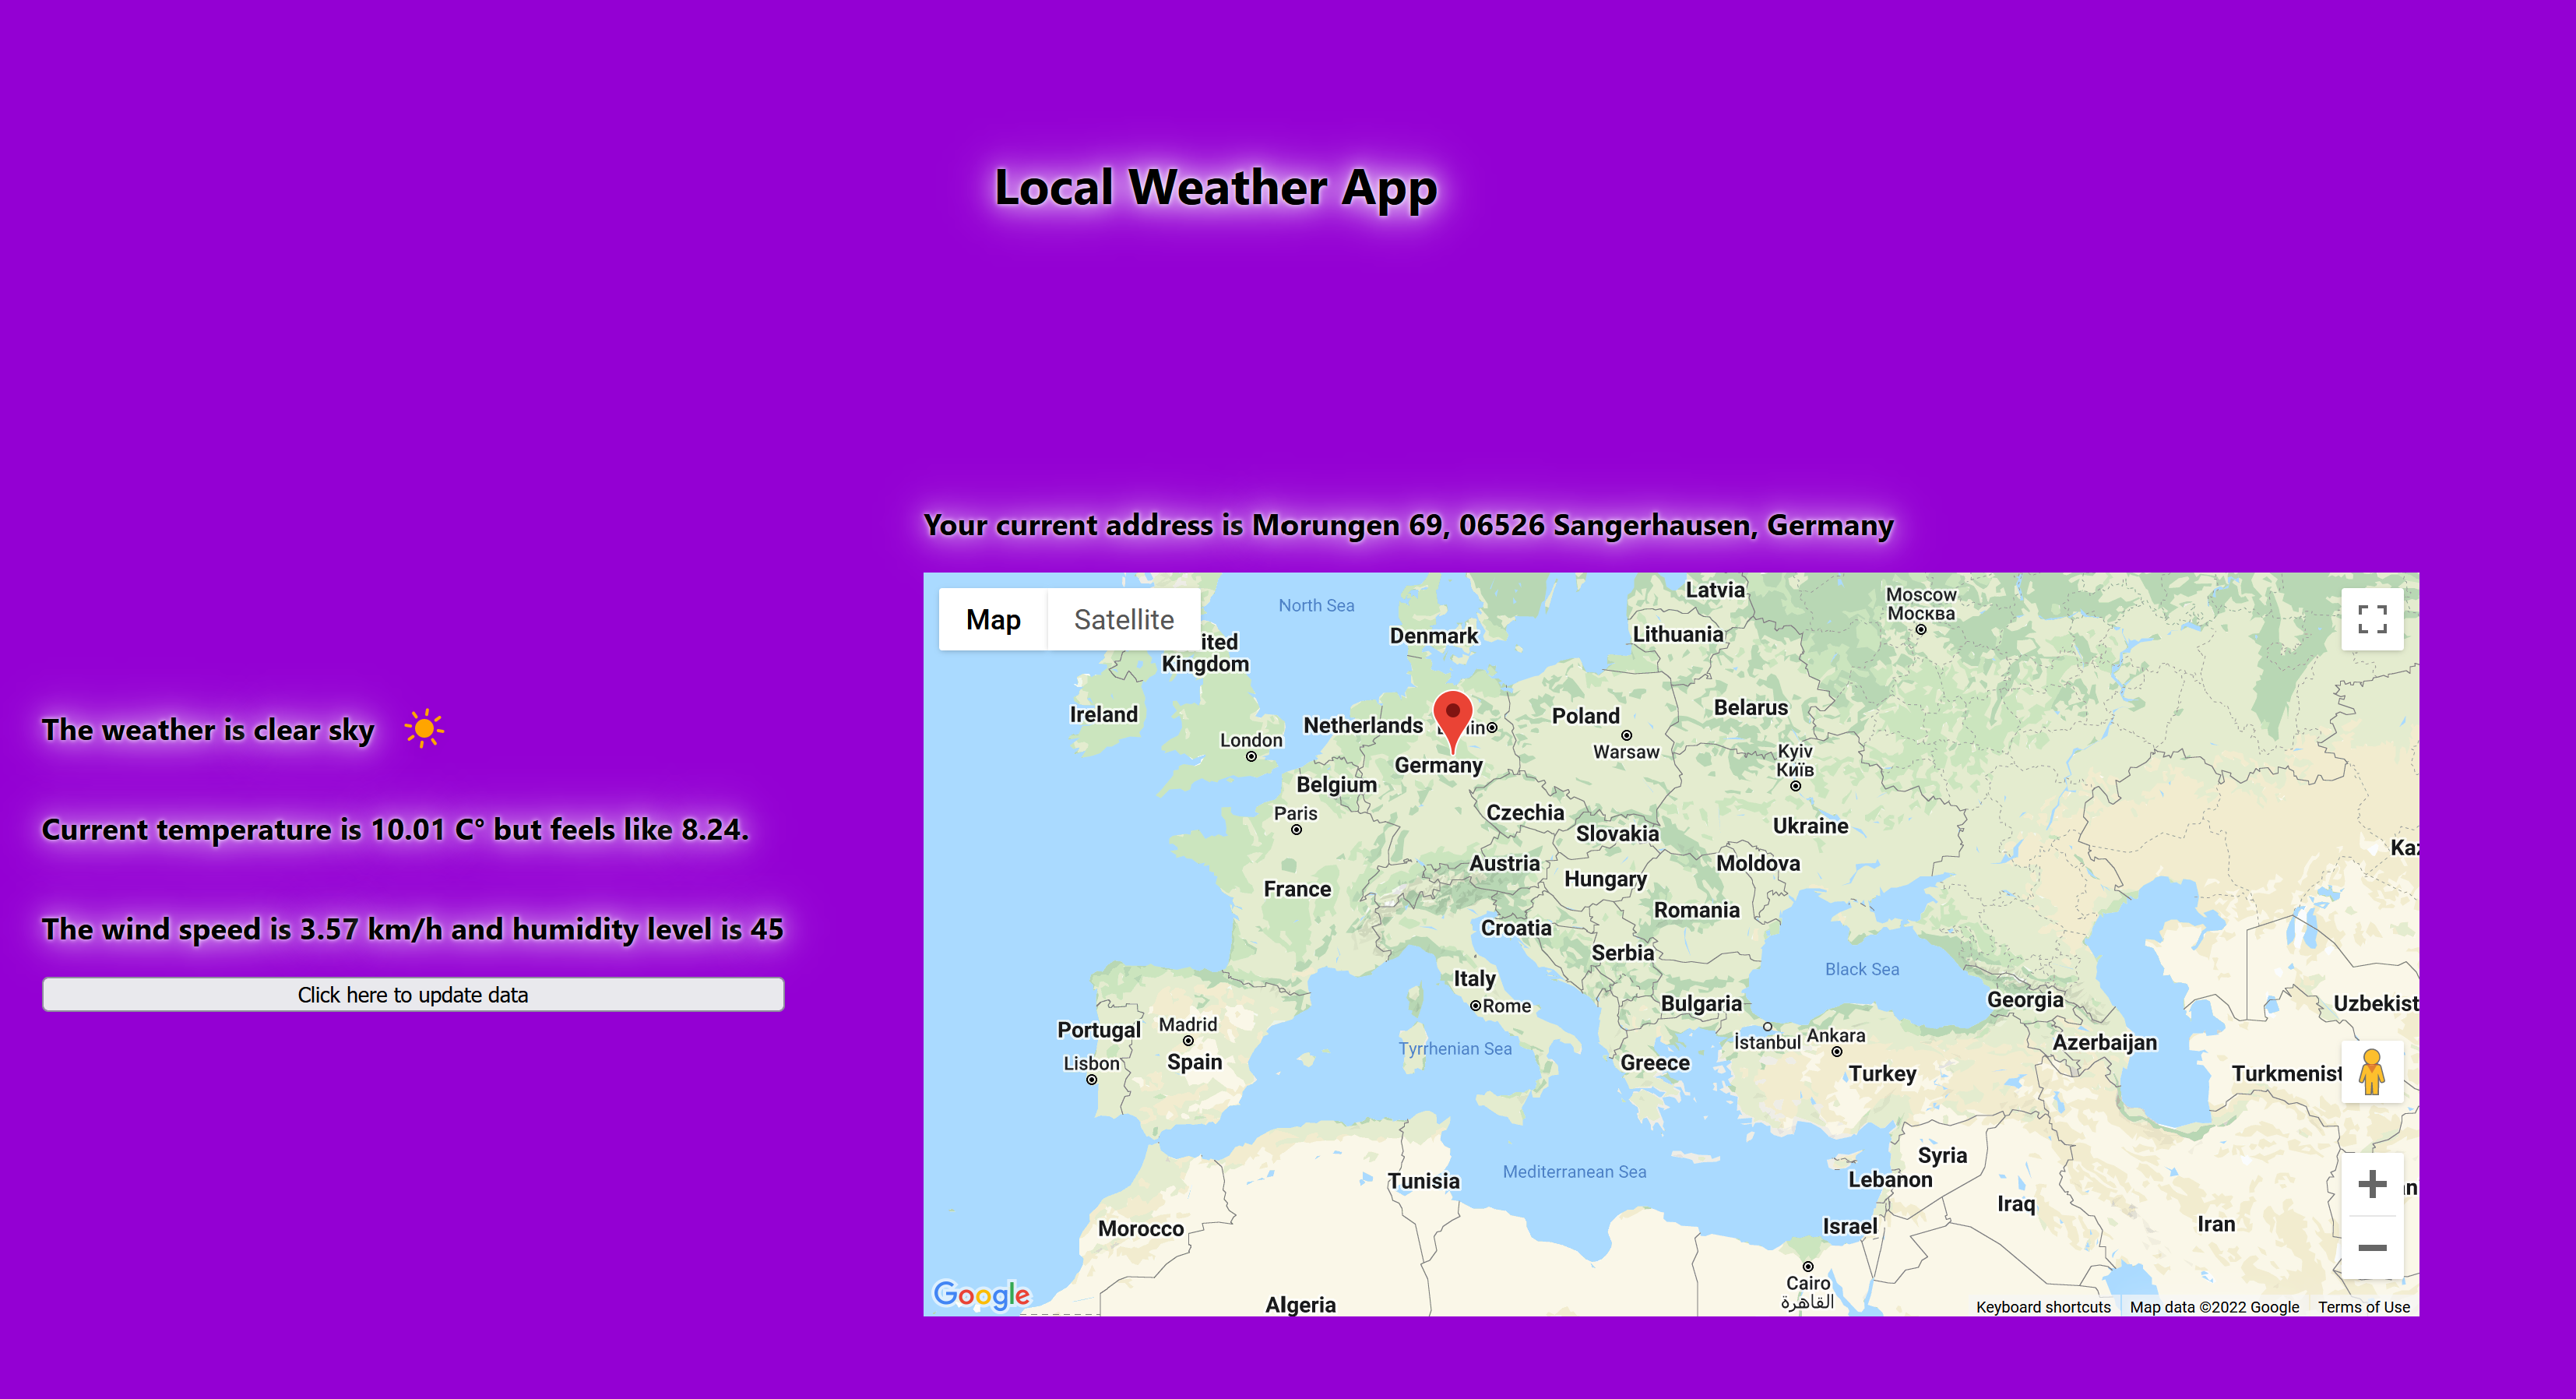 Local Weather App
Your current address is Morungen 69, 06526 Sangerhausen, Germany
The weather is clear sky
Current temperature is 10.01 C° but feels like 8.24.
The wind speed is 3.57 km/h and humidity level is 45
Click here to update data
Map
Satellite
North Sea
Latvia
Moscow
Москва
Denmark
Lithuania
ited
Kingdom
Ireland
Netherlands
Poland
Belarus
London
Warsaw
Kyiv
Київ
Germany
Belgium
Paris
Czechia
Slovakia
Ukraine
Kaz
Austria
Hungary
Moldova
France
Romania
Croatia
Serbia
Italy
Black Sea
Rome
Bulgaria
Georgia
Uzbekist
Portugal
Madrid
İstanbul
Ankara
Azerbaijan
Tyrrhenian Sea
Lisbon
Spain
Greece
Turkey
Turkmenist
Syria
Tunisia
Mediterranean Sea
Lebanon
Iraq
Morocco
Israel
Iran
Cairo
القاهرة
Google
Algeria
Keyboard shortcuts
Map data ©2022 Google
Terms of Use